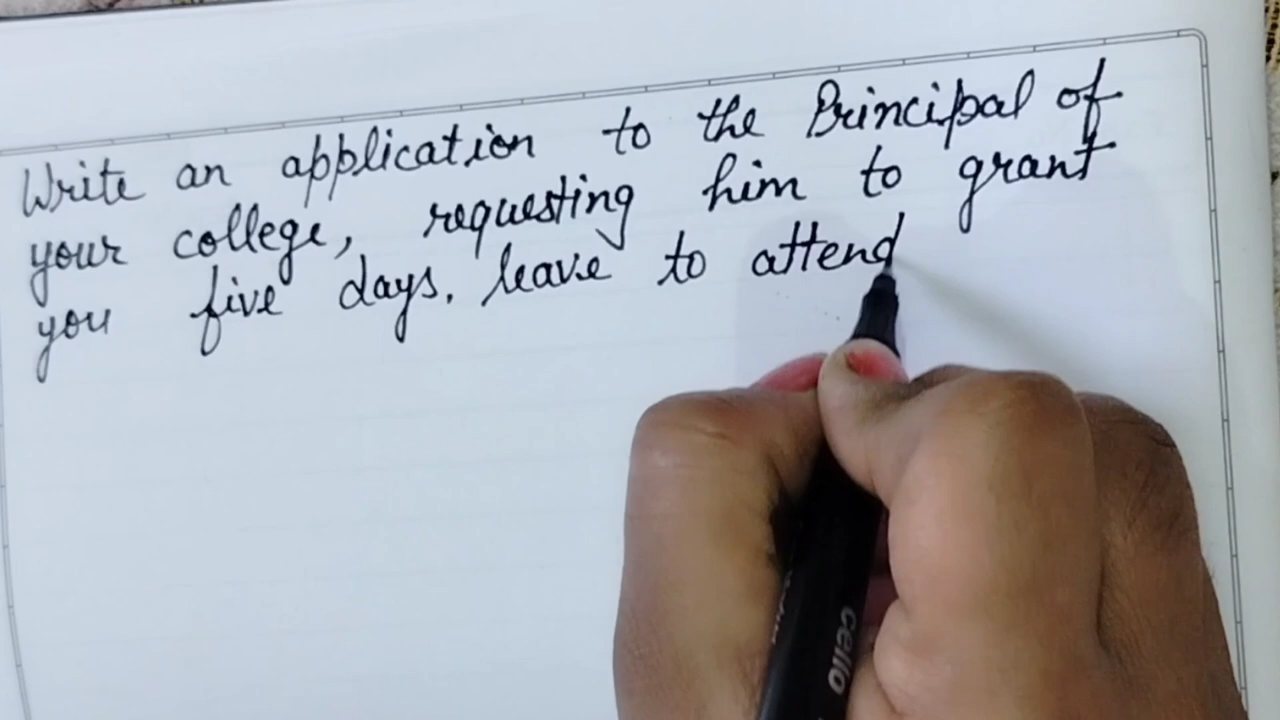 Write an application to the Principal of
your college, requesting him to grant
you five days, leave to attend
cello